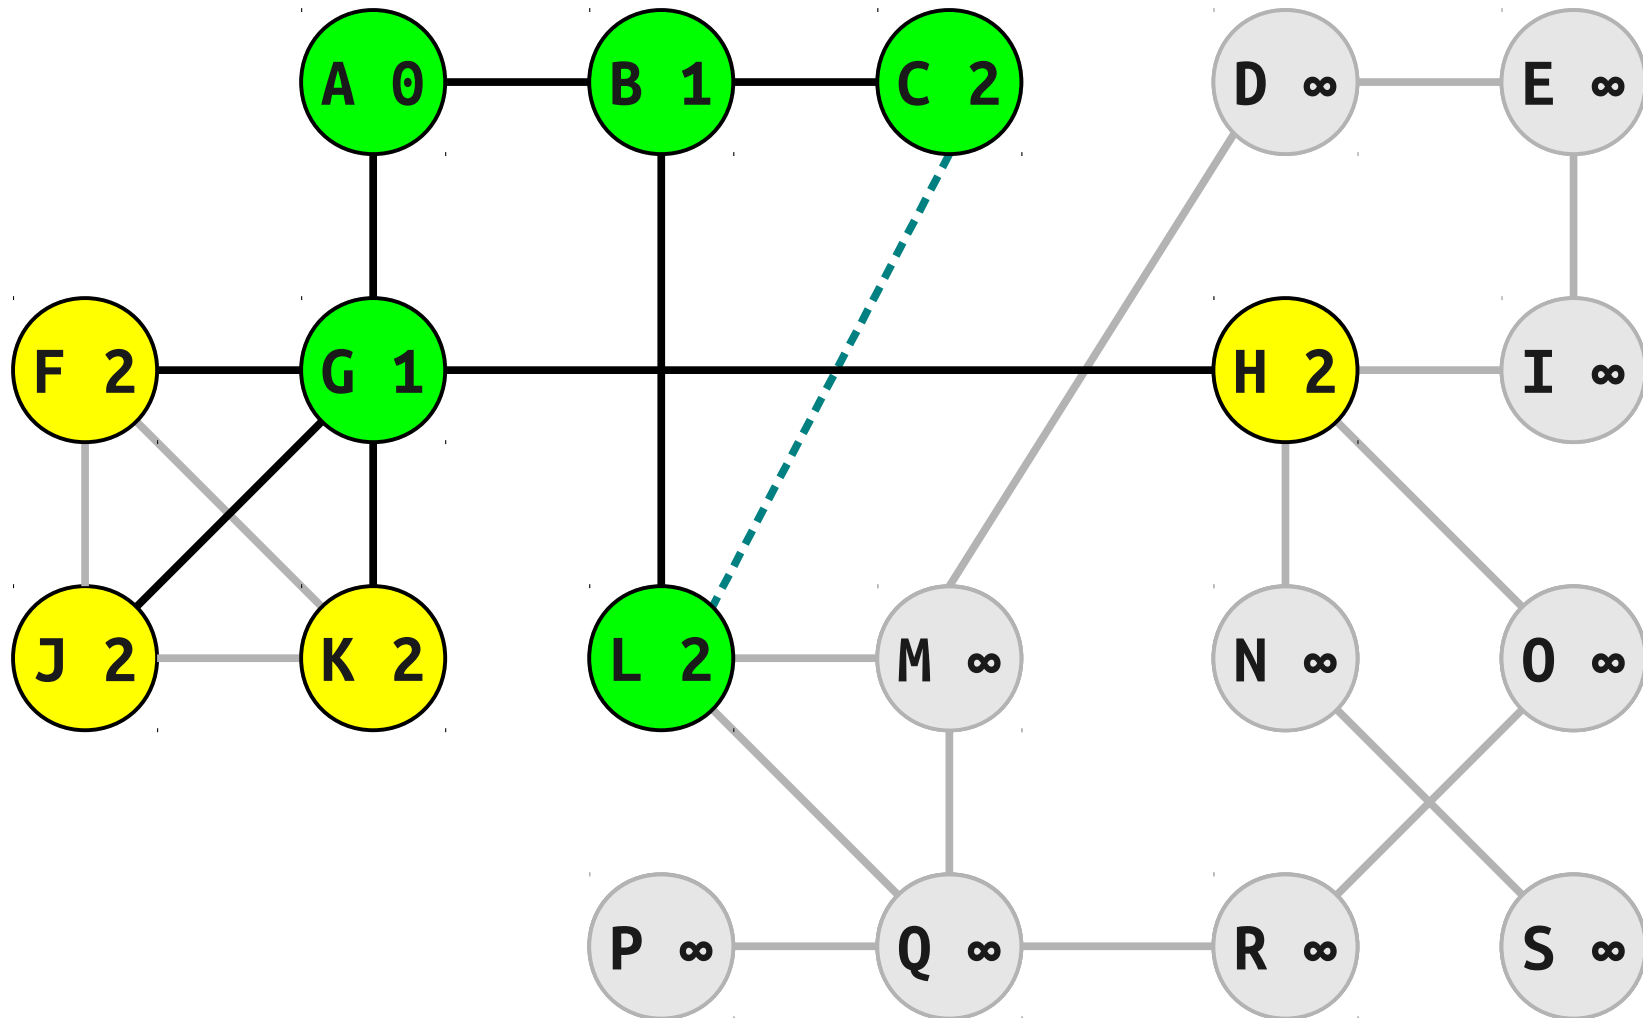 A 0 B 1 C 2 D ∞ E ∞
F 2 G 1 H 2 I ∞
J 2 K 2 L 2 M ∞ N ∞ O ∞
P ∞ Q ∞ R ∞ S ∞